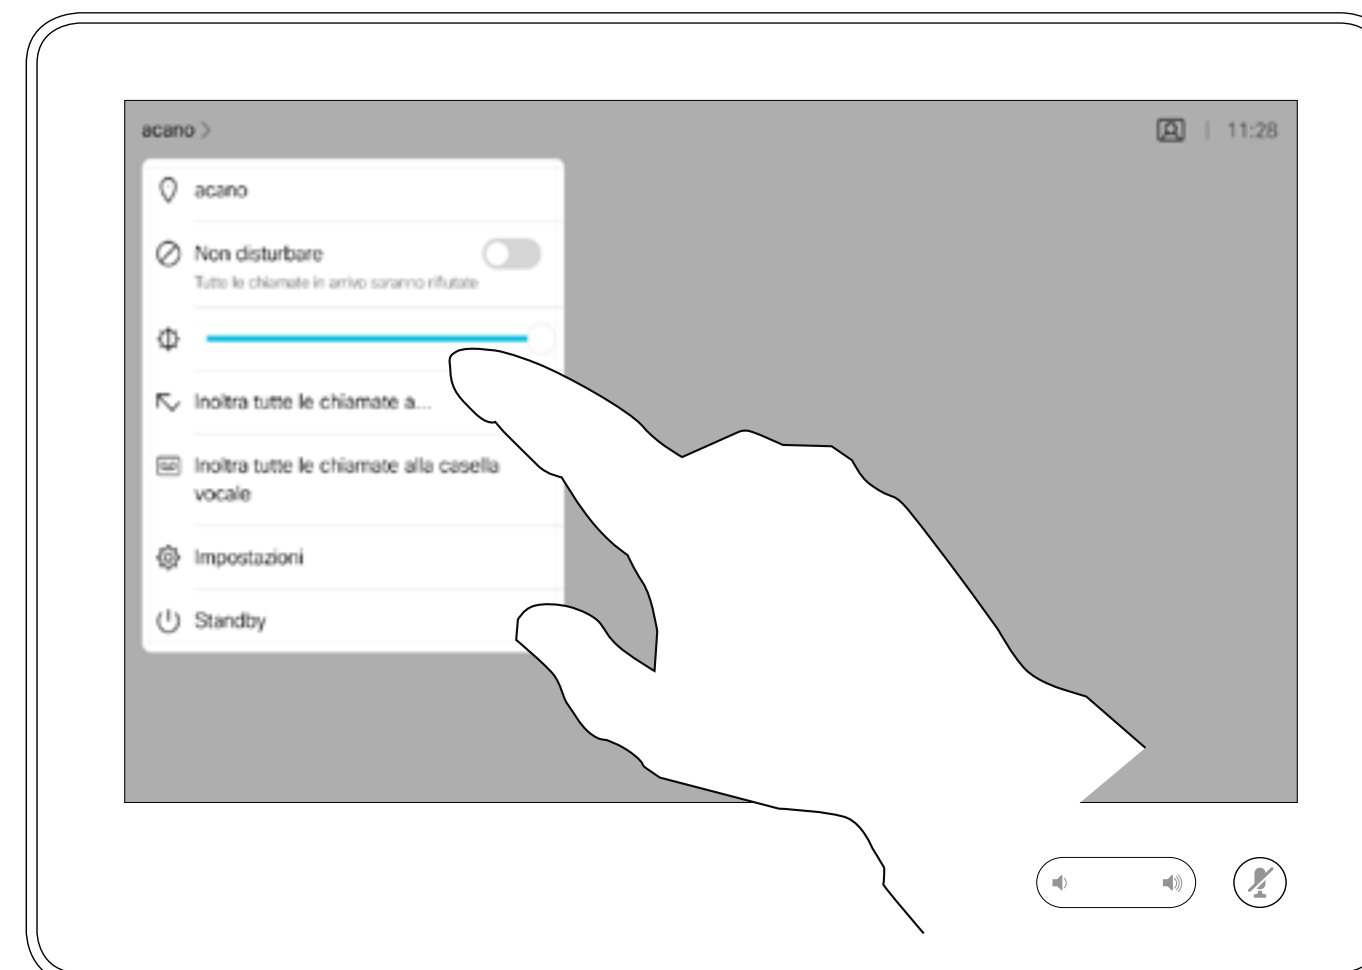 acano >
11:28
acano
Non disturbare
Tutte le chiamate in arrivo saranno rifiutate
Inoltra tutte le chiamate a...
Inoltra tutte le chiamate alla casella
vocale
Impostazioni
Standby